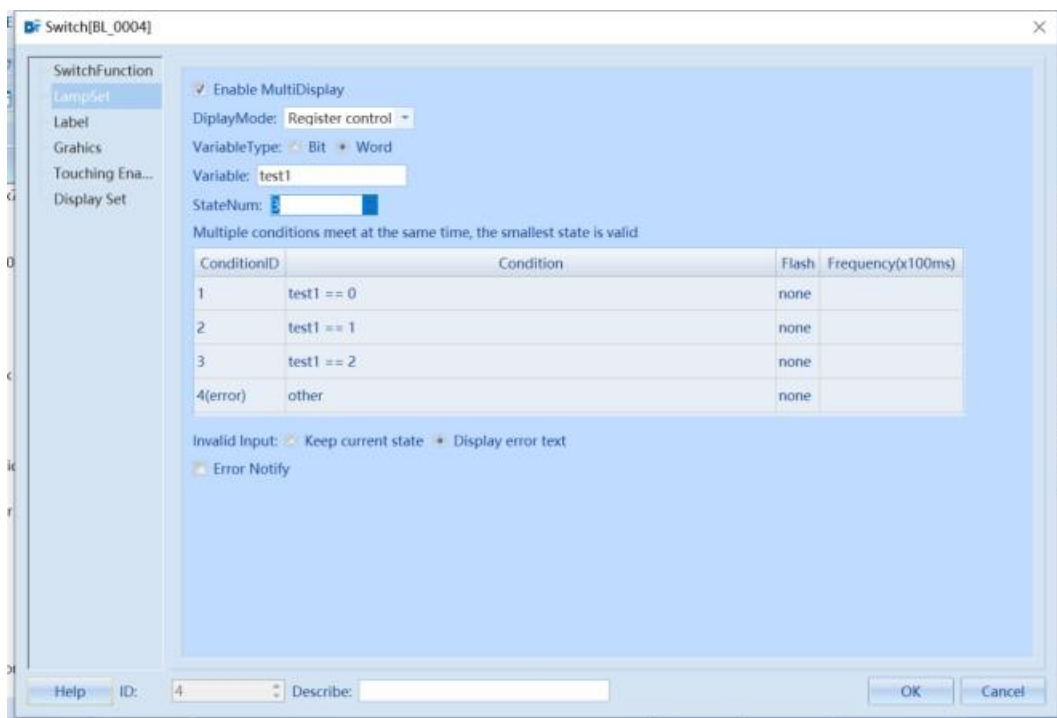 Switch[BL_0004]
SwitchFunction
LampSet
Label
Grahics
Touching Ena...
Display Set
Enable MultiDisplay
DiplayMode: Register control
VariableType: Bit Word
Variable: test1
StateNum: 3
Multiple conditions meet at the same time, the smallest state is valid
ConditionID Condition Flash Frequency(x100ms)
1 test1 == 0 none
2 test1 == 1 none
3 test1 == 2 none
4(error) other none
Invalid Input: Keep current state Display error text
Error Notify
Help ID: 4 Describe: OK Cancel